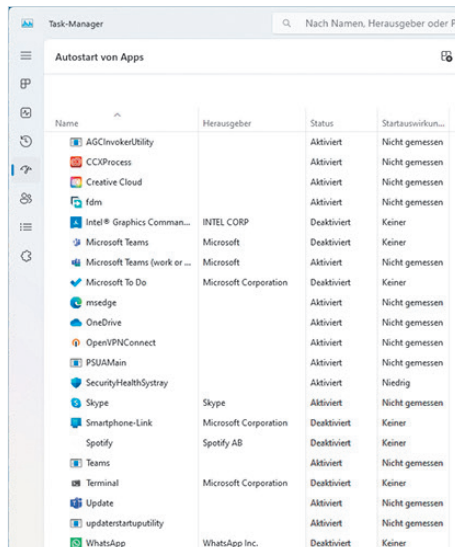 Task-Manager
Nach Namen, Herausgeber oder P
Autostart von Apps
Name Herausgeber Status Startauswirkun...
AGCInvokerUtility Aktiviert Nicht gemessen
CCXProcess Aktiviert Nicht gemessen
Creative Cloud Aktiviert Nicht gemessen
fdm Aktiviert Nicht gemessen
Intel® Graphics Comman... INTEL CORP Deaktiviert Keiner
Microsoft Teams Microsoft Deaktiviert Keiner
Microsoft Teams (work or ... Microsoft Aktiviert Nicht gemessen
Microsoft To Do Microsoft Corporation Deaktiviert Keiner
msedge Aktiviert Nicht gemessen
OneDrive Aktiviert Nicht gemessen
OpenVPNConnect Aktiviert Nicht gemessen
PSUAMain Aktiviert Nicht gemessen
SecurityHealthSystray Aktiviert Niedrig
Skype Skype Aktiviert Nicht gemessen
Smartphone-Link Microsoft Corporation Deaktiviert Keiner
Spotify Spotify AB Deaktiviert Keiner
Teams Aktiviert Nicht gemessen
Terminal Microsoft Corporation Deaktiviert Keiner
Update Aktiviert Nicht gemessen
updaterstartuputility Aktiviert Nicht gemessen
WhatsApp WhatsApp Inc. Deaktiviert Keiner